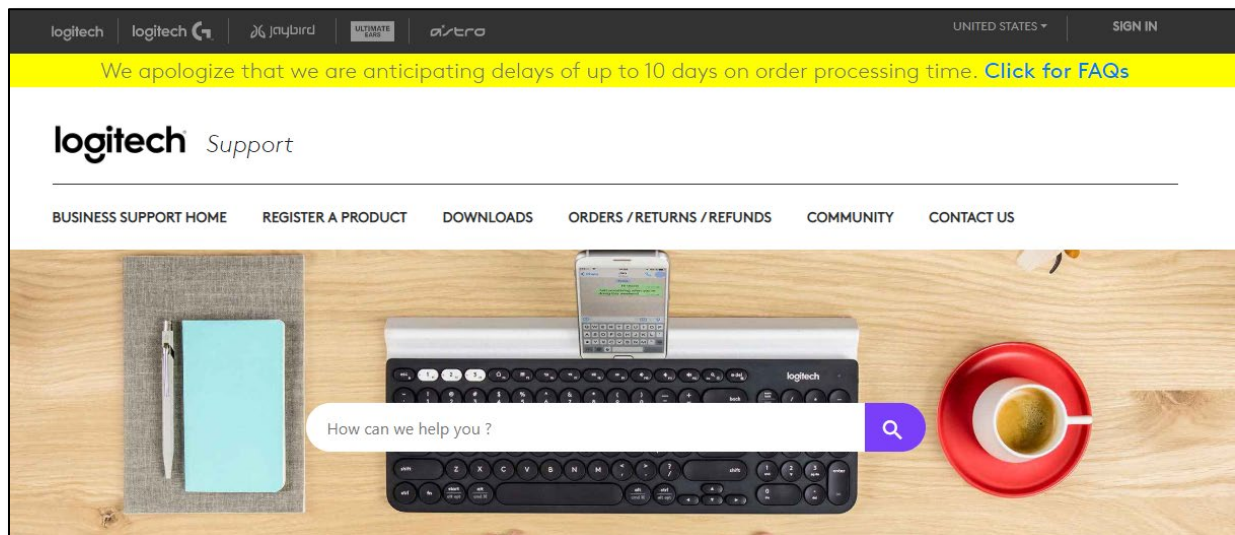 logitech
logitech G
jaybird
ULTIMATE EARS
ASTRO
UNITED STATES
SIGN IN
We apologize that we are anticipating delays of up to 10 days on order processing time. Click for FAQs
logitech Support
BUSINESS SUPPORT HOME
REGISTER A PRODUCT
DOWNLOADS
ORDERS / RETURNS / REFUNDS
COMMUNITY
CONTACT US
logitech
How can we help you ?
shift Z X C V B N M shift